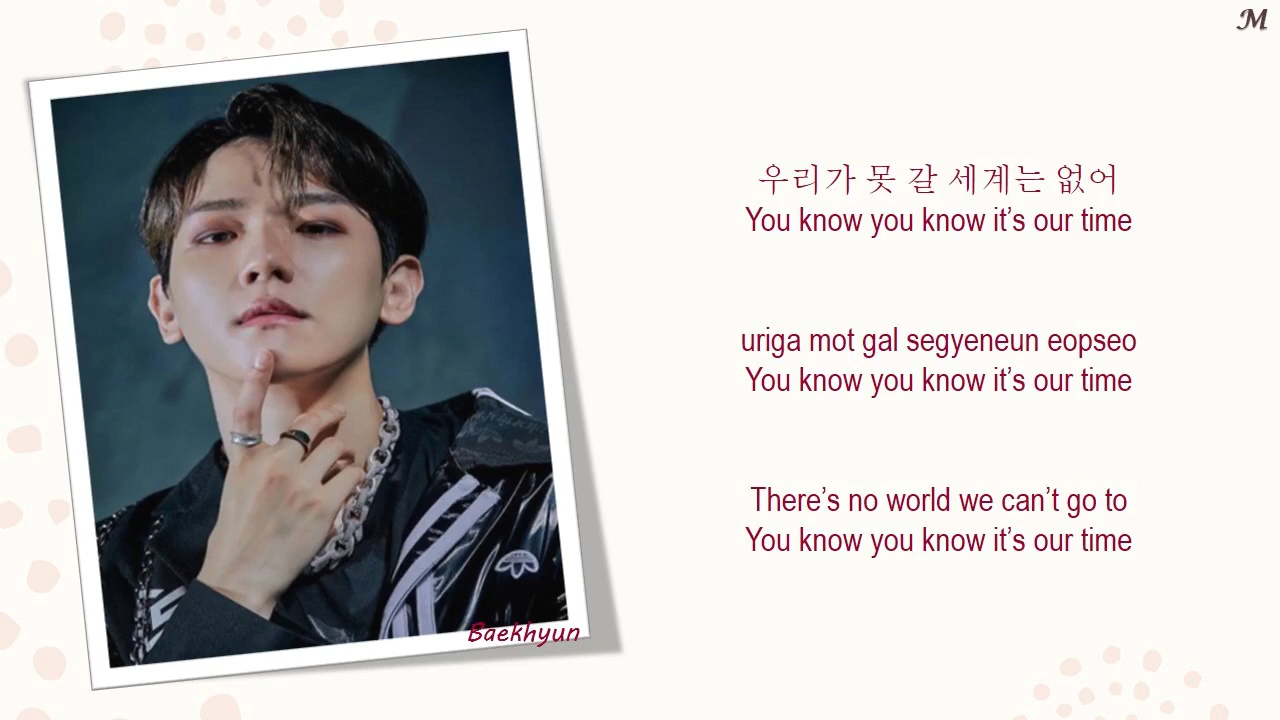 M
우리가 못 갈 세계는 없어
You know you know it’s our time
uriga mot gal segyeneun eopseo
You know you know it’s our time
There’s no world we can’t go to
You know you know it’s our time
Baekhyun